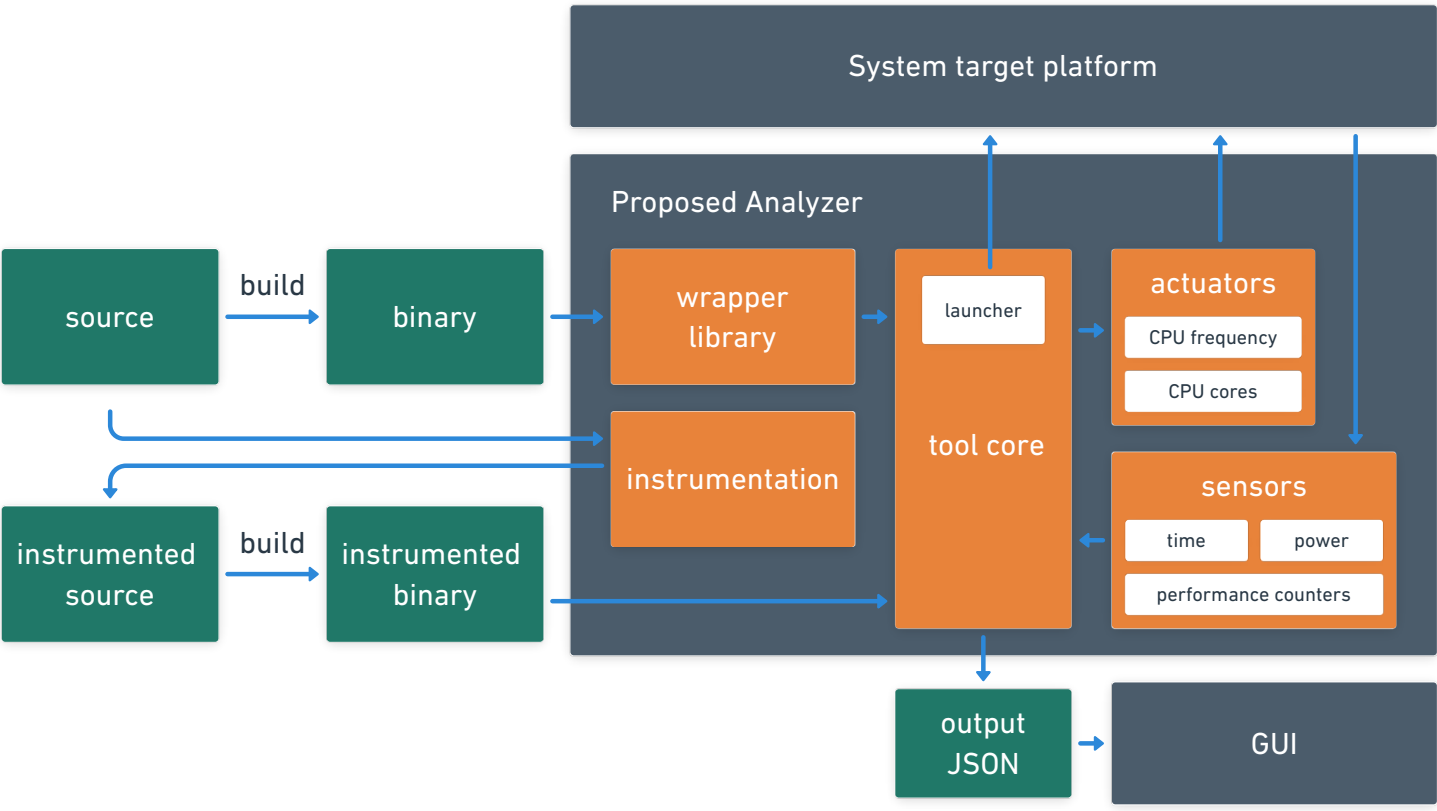 System target platform
Proposed Analyzer
source
build
binary
wrapper
library
launcher
tool core
actuators
CPU frequency
CPU cores
instrumentation
sensors
time
power
performance counters
instrumented
source
build
instrumented
binary
output
JSON
GUI